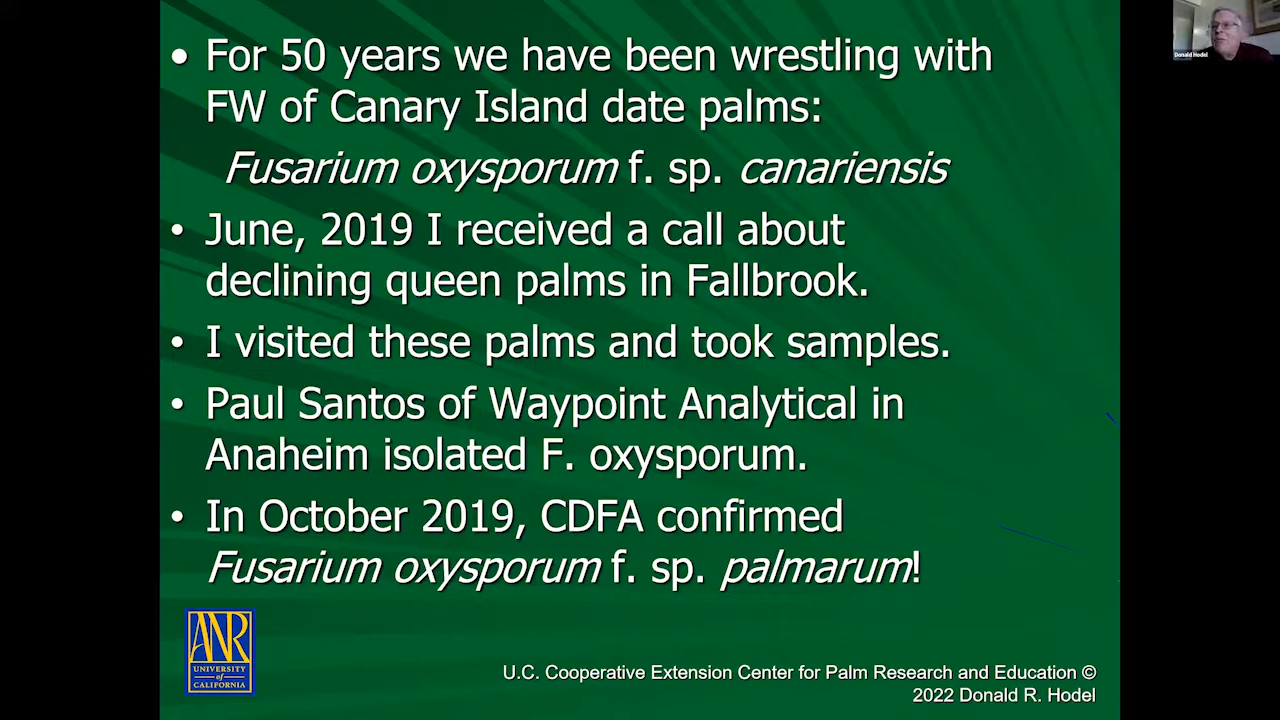 • For 50 years we have been wrestling with
FW of Canary Island date palms:
Fusarium oxysporum f. sp. canariensis
• June, 2019 I received a call about
declining queen palms in Fallbrook.
• I visited these palms and took samples.
• Paul Santos of Waypoint Analytical in
Anaheim isolated F. oxysporum.
• In October 2019, CDFA confirmed
Fusarium oxysporum f. sp. palmarum!
ANR
UNIVERSITY
of
CALIFORNIA
U.C. Cooperative Extension Center for Palm Research and Education ©
2022 Donald R. Hodel
Donald Hodel